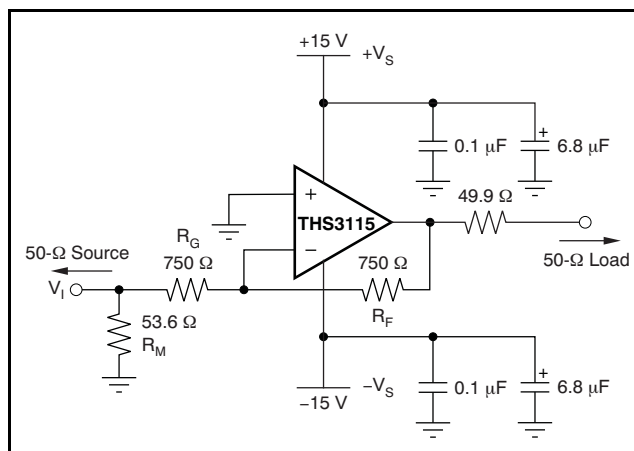 +15 V
+V_S
0.1 µF
+
6.8 µF
+
THS3115
−
49.9 Ω
50-Ω Source
R_G
750 Ω
750 Ω
50-Ω Load
V_I
R_F
53.6 Ω
R_M
−V_S
−15 V
0.1 µF
+
6.8 µF